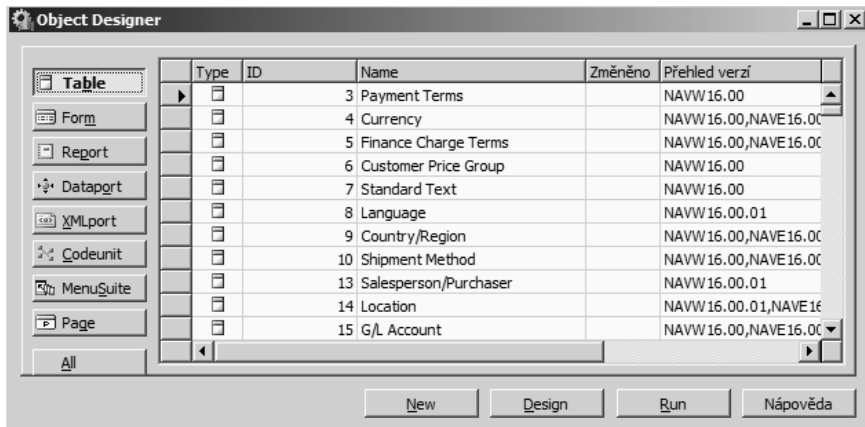 Object Designer
Table
Form
Report
Dataport
XMLport
Codeunit
MenuSuite
Page
All
Type ID Name Změněno Přehled verzí
3 Payment Terms NAVW16.00
4 Currency NAVW16.00,NAVE16.00
5 Finance Charge Terms NAVW16.00,NAVE16.00
6 Customer Price Group NAVW16.00
7 Standard Text NAVW16.00
8 Language NAVW16.00.01
9 Country/Region NAVW16.00,NAVE16.00
10 Shipment Method NAVW16.00,NAVE16.00
13 Salesperson/Purchaser NAVW16.00.01
14 Location NAVW16.00.01,NAVE16
15 G/L Account NAVW16.00,NAVE16.00
New Design Run Nápověda